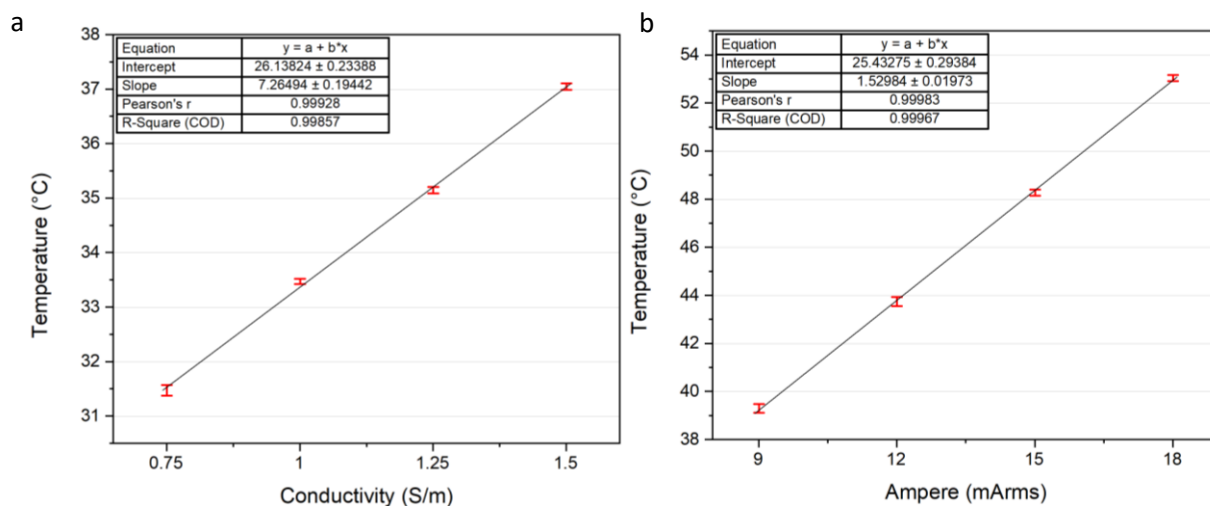 a
Equation y = a + b*x
Intercept 26.13824 ± 0.23388
Slope 7.26494 ± 0.19442
Pearson's r 0.99928
R-Square (COD) 0.99857
38
37
36
35
34
33
32
31
Temperature (°C)
0.75 1 1.25 1.5
Conductivity (S/m)
b
Equation y = a + b*x
Intercept 25.43275 ± 0.29384
Slope 1.52984 ± 0.01973
Pearson's r 0.99983
R-Square (COD) 0.99967
54
52
50
48
46
44
42
40
38
Temperature (°C)
9 12 15 18
Ampere (mArms)